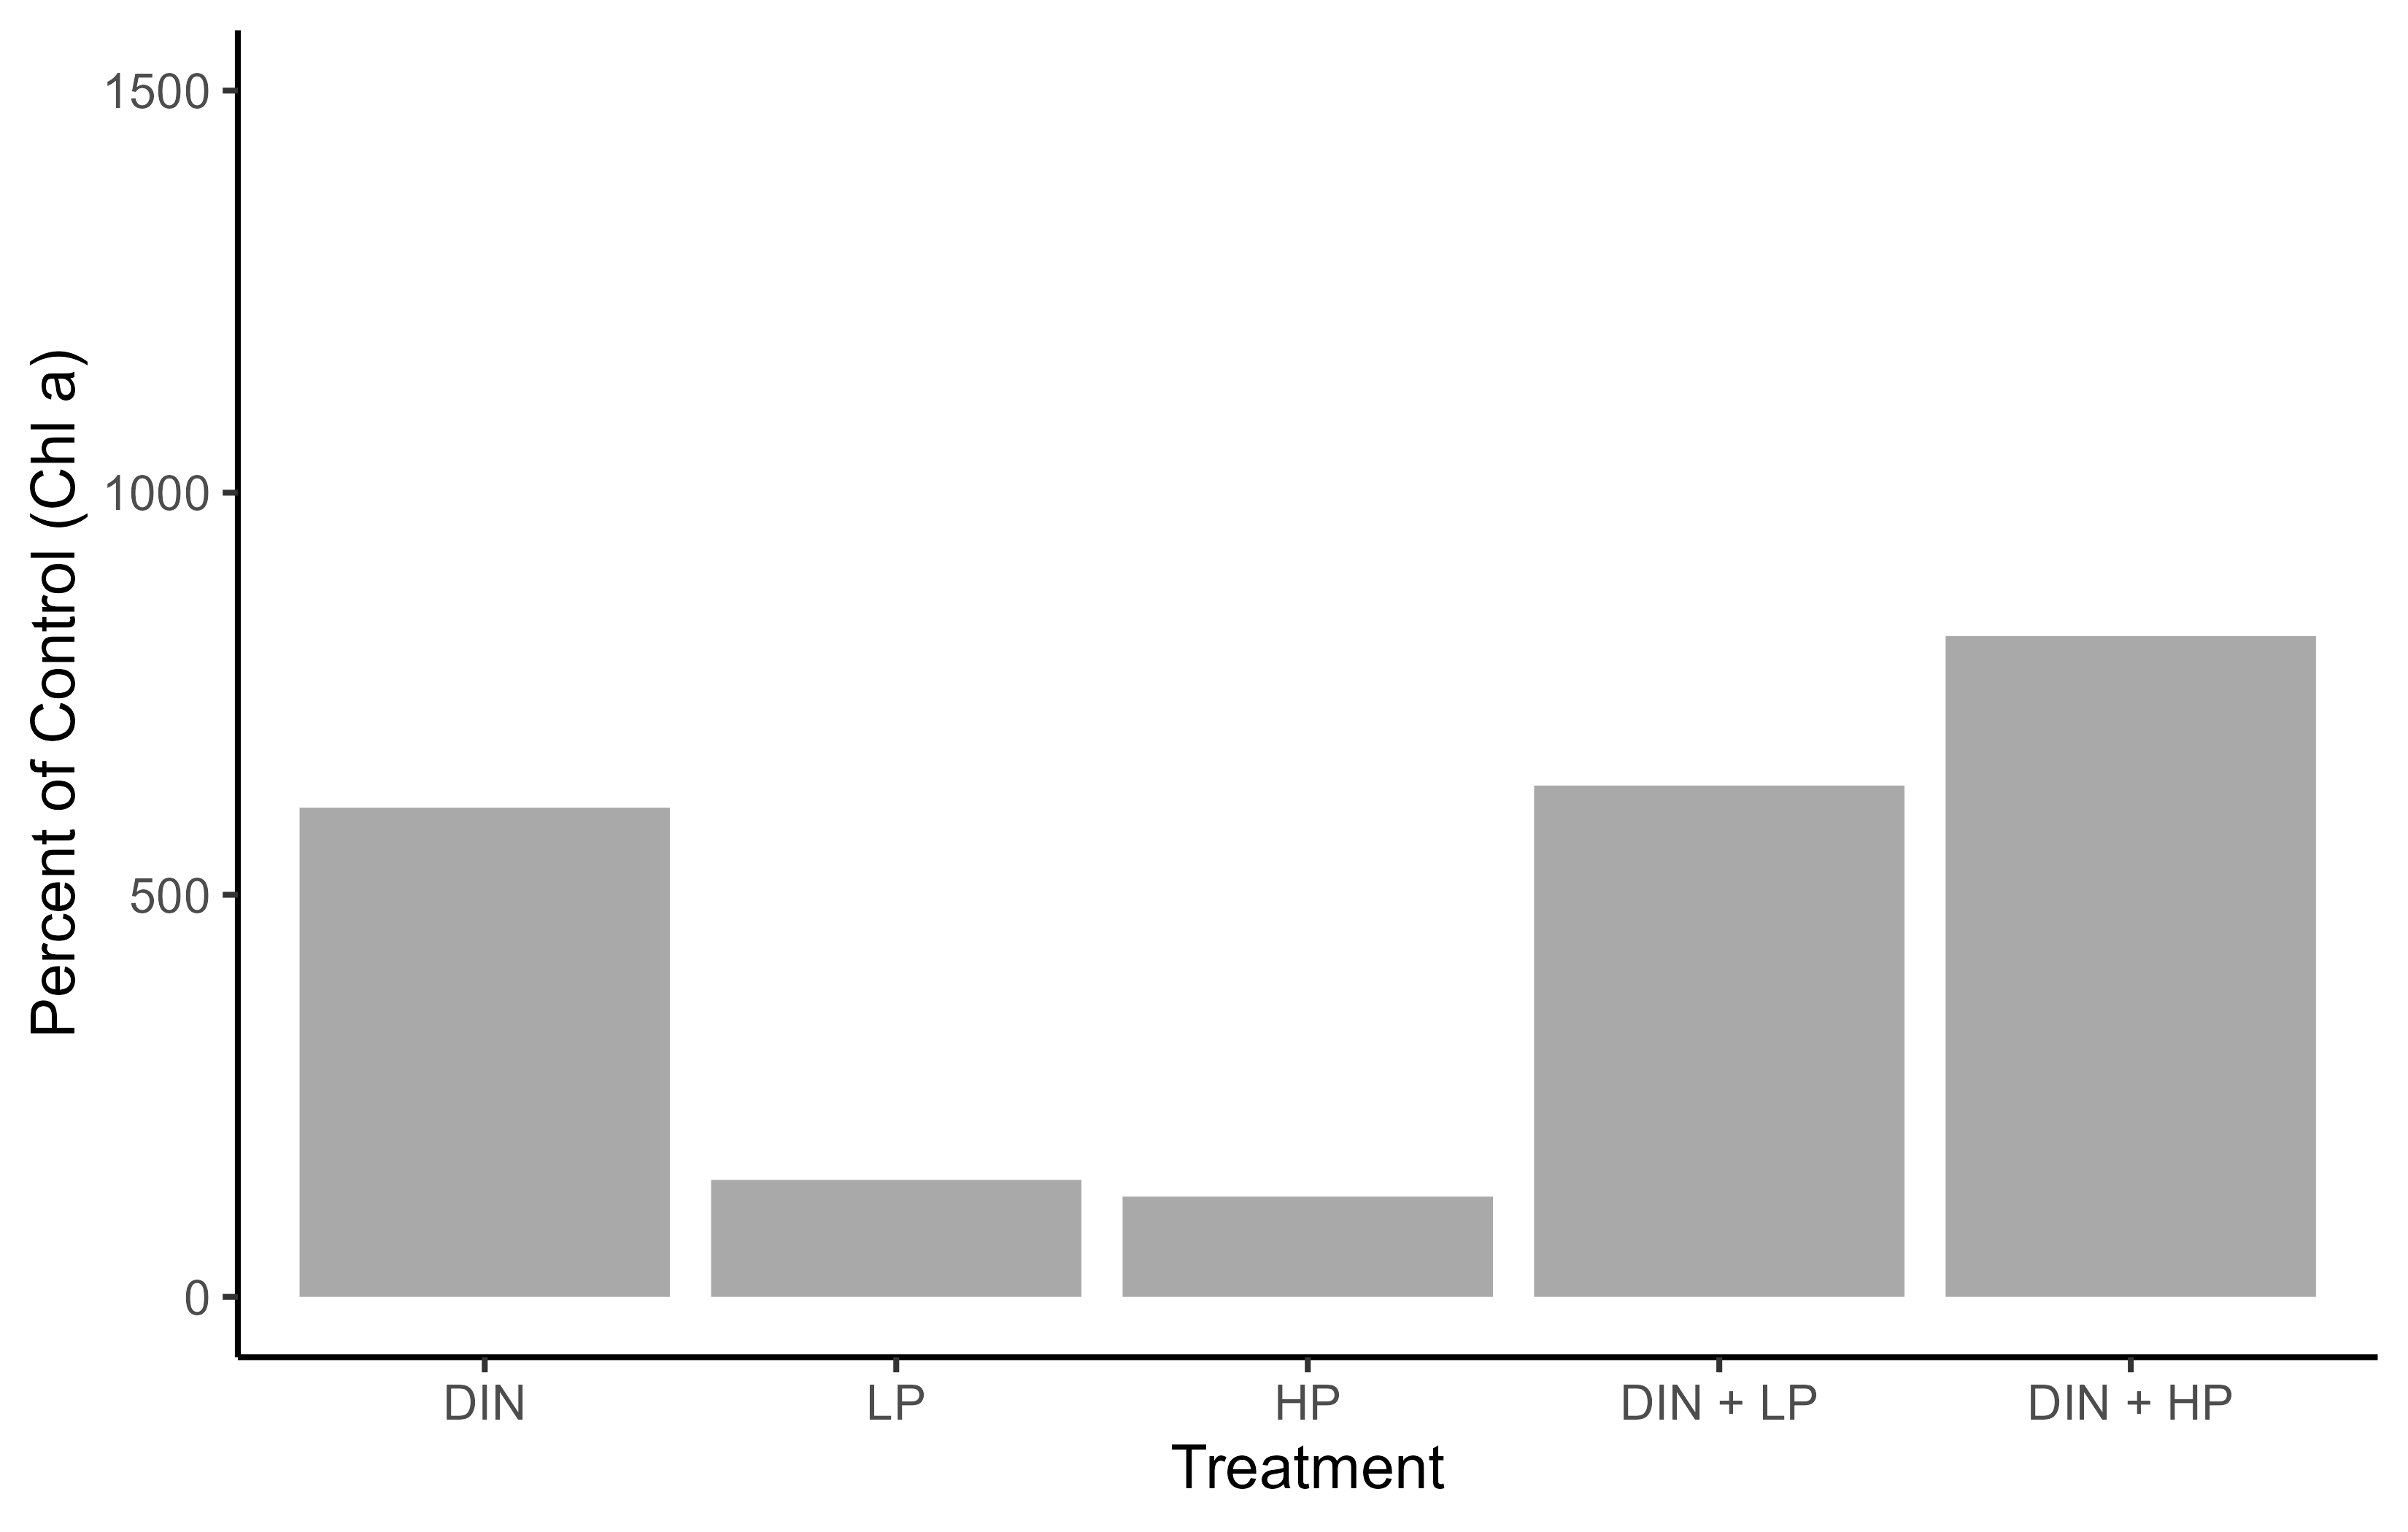 Percent of Control (Chl a)
1500
1000
500
0
DIN
LP
HP
DIN + LP
DIN + HP
Treatment